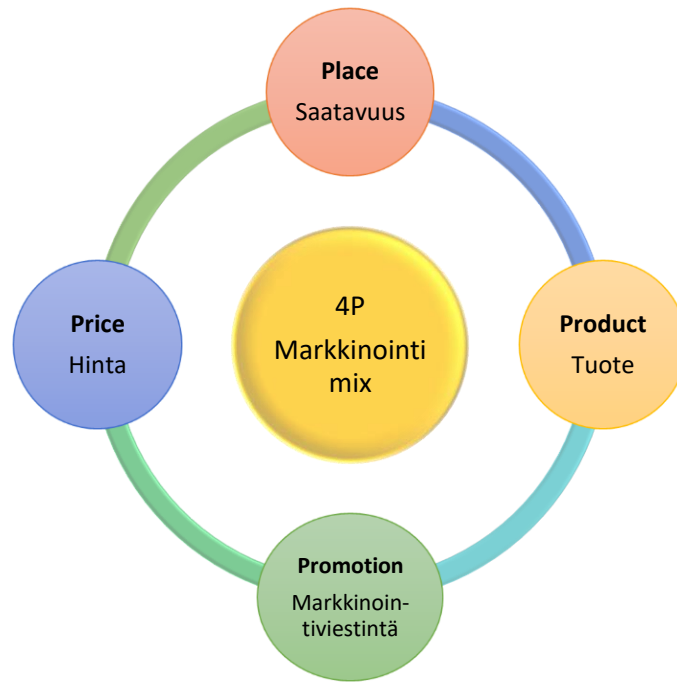 Place
Saatavuus
Price
Hinta
4P
Markkinointi
mix
Product
Tuote
Promotion
Markkinoin-
tiviestintä